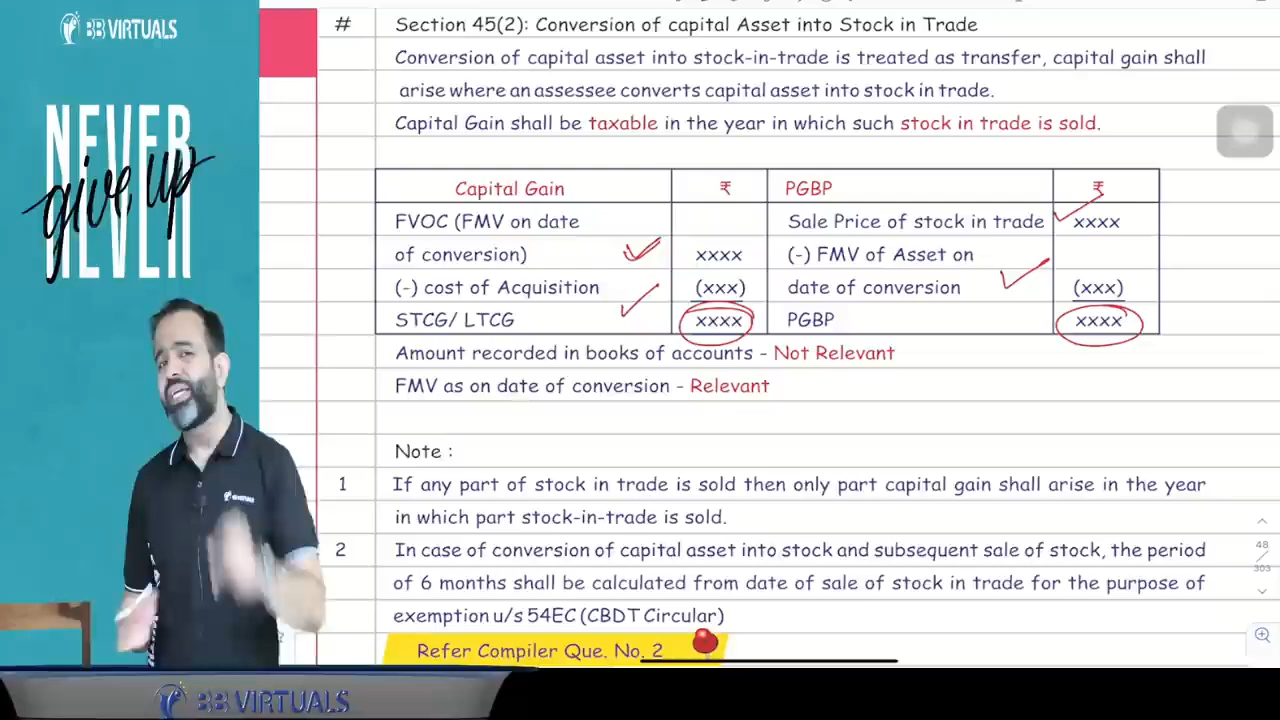 BB VIRTUALS
NEVER
give up
NEVER
# Section 45(2): Conversion of capital Asset into Stock in Trade
Conversion of capital asset into stock-in-trade is treated as transfer, capital gain shall
arise where an assessee converts capital asset into stock in trade.
Capital Gain shall be taxable in the year in which such stock in trade is sold.
Capital Gain ₹ PGBP ₹
FVOC (FMV on date Sale Price of stock in trade xxxx
of conversion) xxxx (-) FMV of Asset on
(-) cost of Acquisition (xxx) date of conversion (xxx)
STCG/ LTCG xxxx PGBP xxxx
Amount recorded in books of accounts - Not Relevant
FMV as on date of conversion - Relevant
Note :
1 If any part of stock in trade is sold then only part capital gain shall arise in the year
in which part stock-in-trade is sold.
2 In case of conversion of capital asset into stock and subsequent sale of stock, the period
of 6 months shall be calculated from date of sale of stock in trade for the purpose of
exemption u/s 54EC (CBDT Circular)
Refer Compiler Que. No. 2
48
/
303
BB VIRTUALS